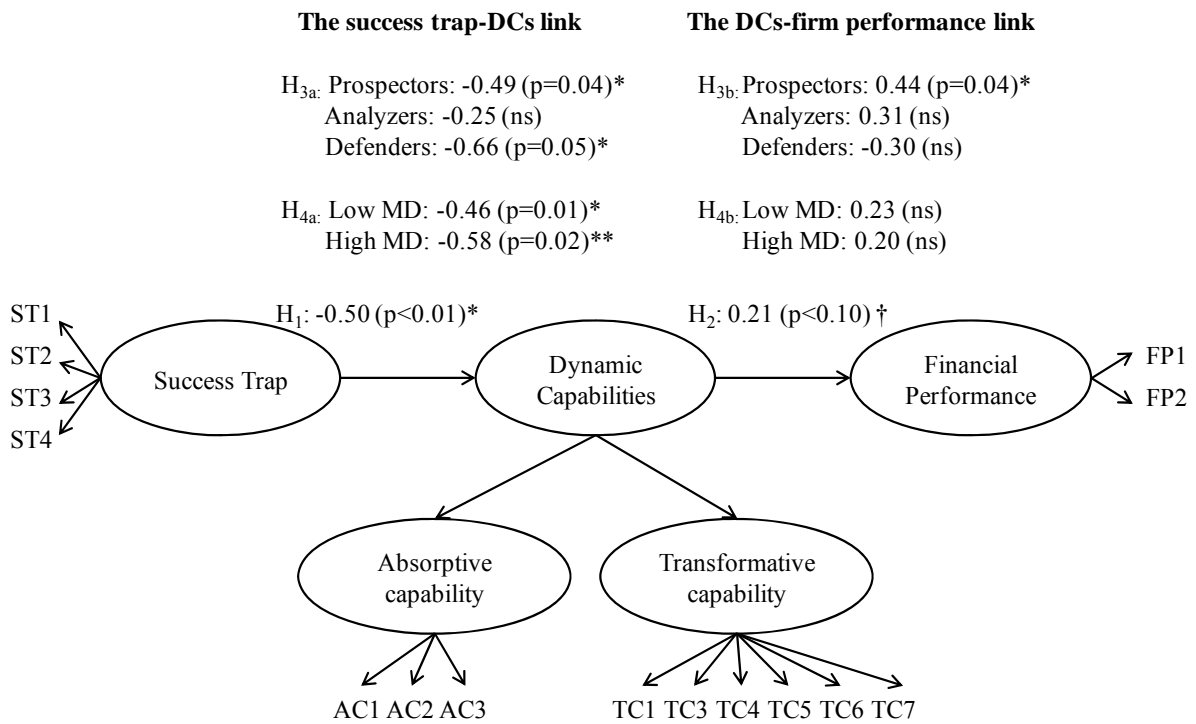 The success trap-DCs link
The DCs-firm performance link
H3a: Prospectors: -0.49 (p=0.04)*
Analyzers: -0.25 (ns)
Defenders: -0.66 (p=0.05)*
H3b: Prospectors: 0.44 (p=0.04)*
Analyzers: 0.31 (ns)
Defenders: -0.30 (ns)
H4a: Low MD: -0.46 (p=0.01)*
High MD: -0.58 (p=0.02)**
H4b: Low MD: 0.23 (ns)
High MD: 0.20 (ns)
H1: -0.50 (p<0.01)*
H2: 0.21 (p<0.10) †
ST1
ST2
ST3
ST4
Success Trap
Dynamic
Capabilities
Financial
Performance
FP1
FP2
Absorptive
capability
Transformative
capability
AC1 AC2 AC3
TC1 TC3 TC4 TC5 TC6 TC7